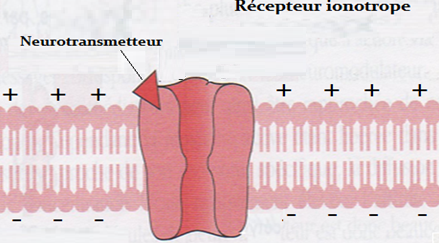 Récepteur ionotrope
Neurotransmetteur
+ + + + + + +
- - - - - - -